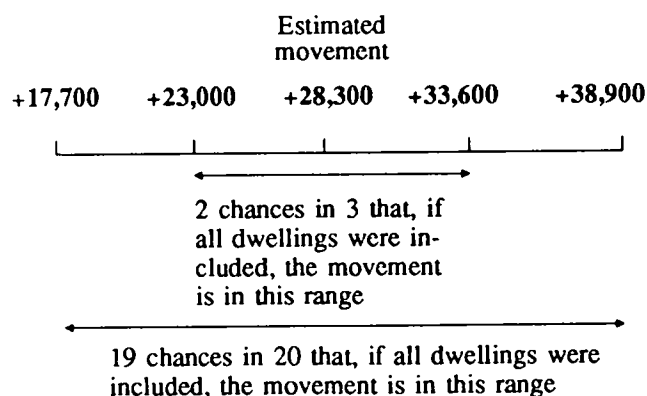 Estimated
movement
+17,700 +23,000 +28,300 +33,600 +38,900
2 chances in 3 that, if
all dwellings were in-
cluded, the movement
is in this range
19 chances in 20 that, if all dwellings were
included, the movement is in this range